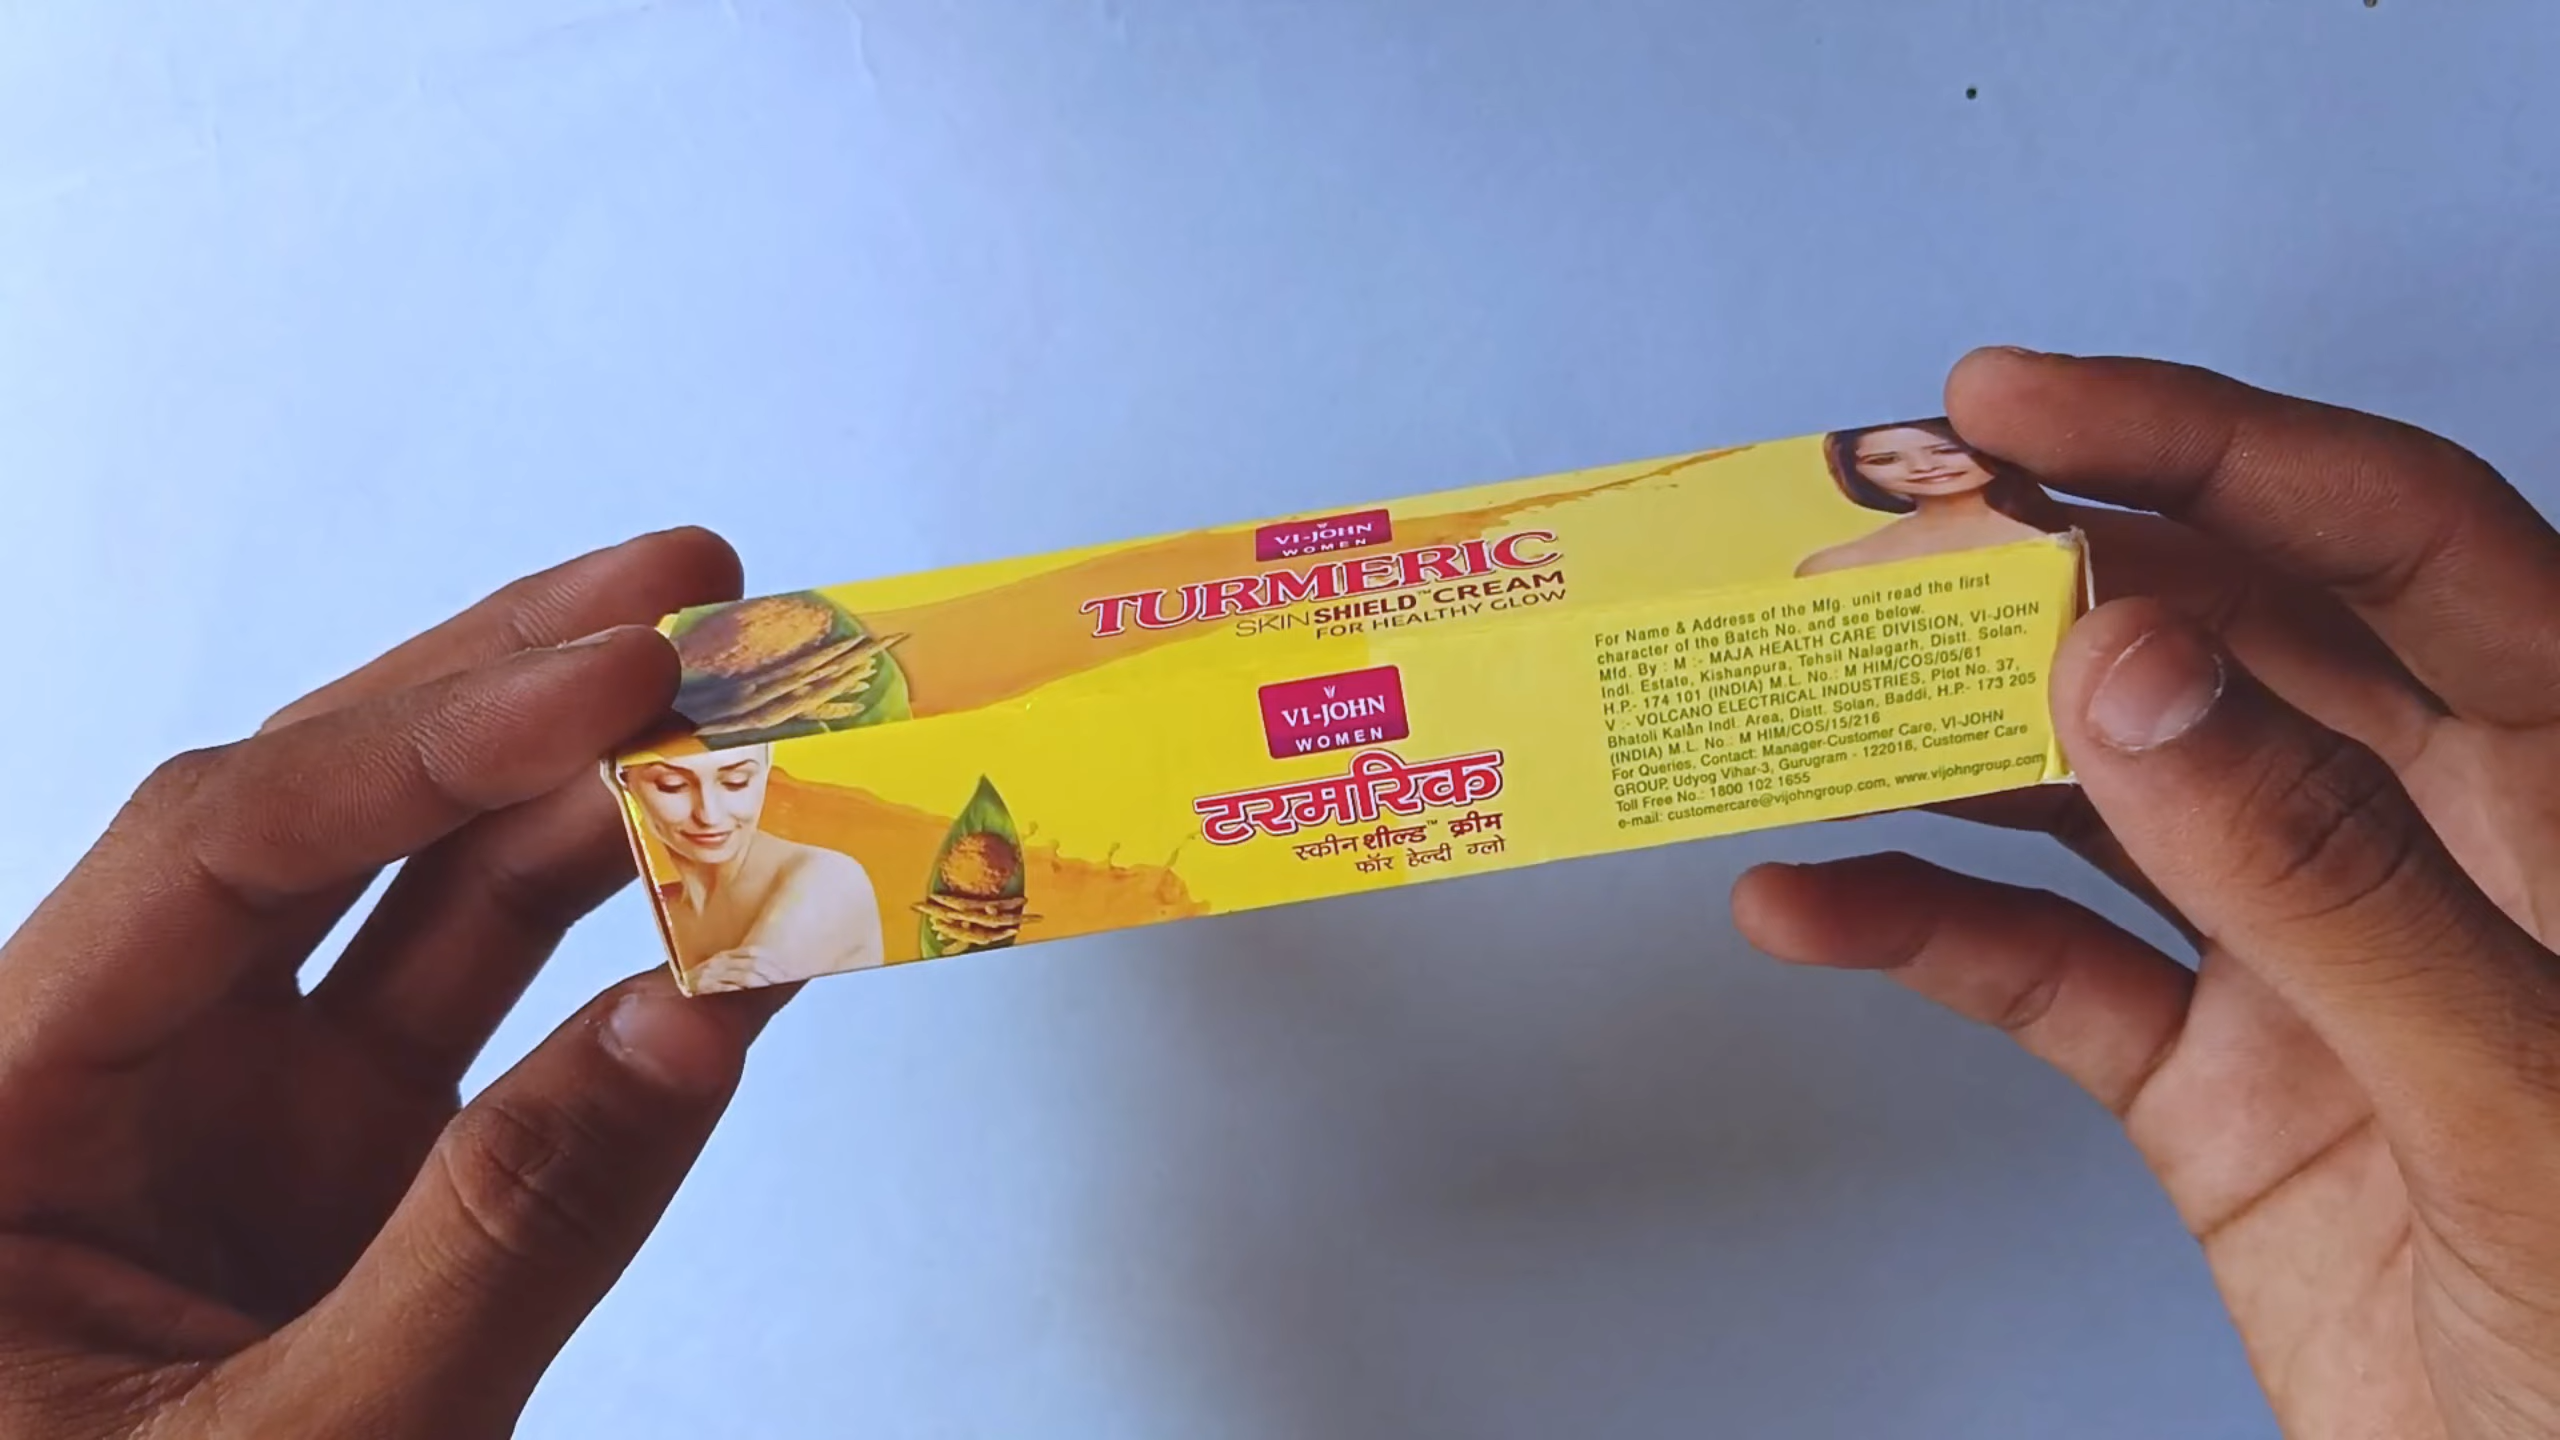 VI-JOHN
WOMEN
TURMERIC
SKIN SHIELD™ CREAM
FOR HEALTHY GLOW
VI-JOHN
WOMEN
टरमरिक
स्कीन शील्ड™ क्रीम
फॉर हेल्दी ग्लो
For Name & Address of the Mfg. unit read the first
character of the Batch No. and see below.
Mfd. By : M :- MAJA HEALTH CARE DIVISION, VI-JOHN
Indl. Estate, Kishanpura, Tehsil Nalagarh, Distt. Solan,
H.P.- 174 101 (INDIA) M.L. No.: M HIM/COS/05/61
V :- VOLCANO ELECTRICAL INDUSTRIES, Plot No. 37,
Bhatoli Kalan Indl. Area, Distt. Solan, Baddi, H.P.- 173 205
(INDIA) M.L. No.: M HIM/COS/15/216
For Queries, Contact: Manager-Customer Care, VI-JOHN
GROUP, Udyog Vihar-3, Gurugram - 122016, Customer Care
Toll Free No.: 1800 102 1655
e-mail: customercare@vijohngroup.com, www.vijohngroup.com